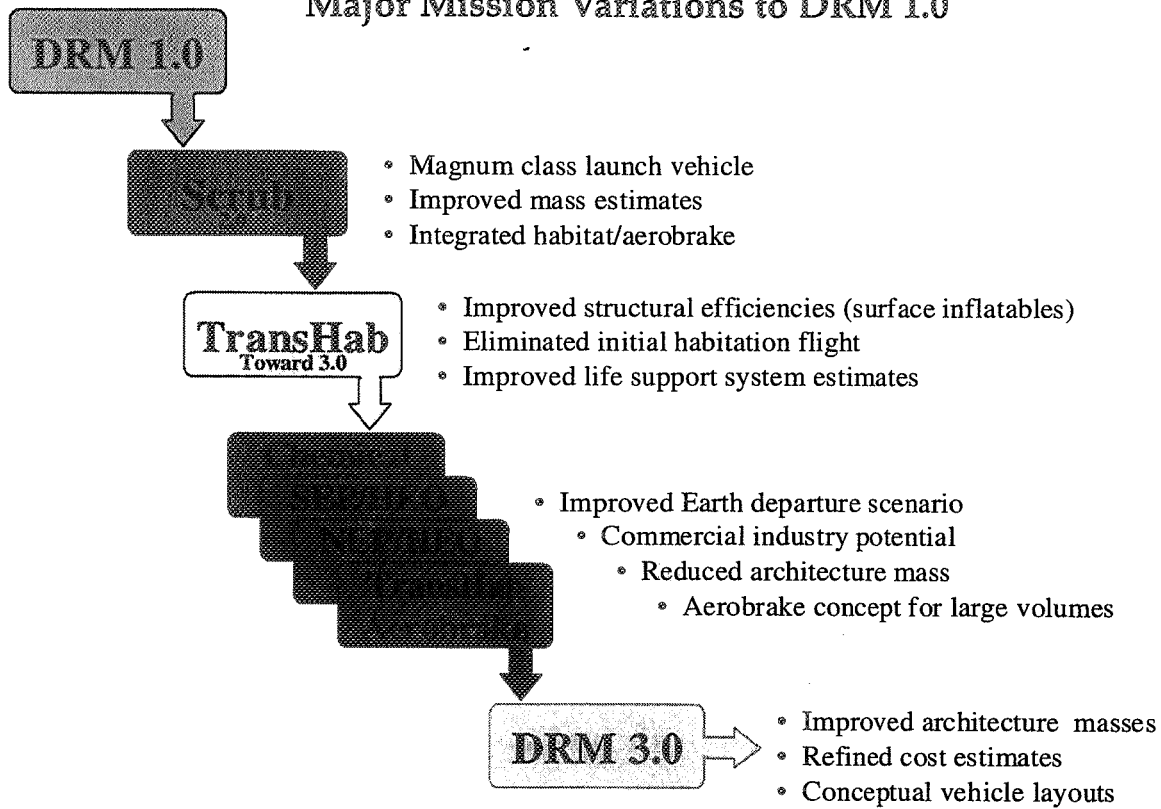 Major Mission Variations to DRM 1.0
DRM 1.0
Scrub
• Magnum class launch vehicle
• Improved mass estimates
• Integrated habitat/aerobrake
TransHab
Toward 3.0
• Improved structural efficiencies (surface inflatables)
• Eliminated initial habitation flight
• Improved life support system estimates
• Improved Earth departure scenario
• Commercial industry potential
• Reduced architecture mass
• Aerobrake concept for large volumes
DRM 3.0
• Improved architecture masses
• Refined cost estimates
• Conceptual vehicle layouts